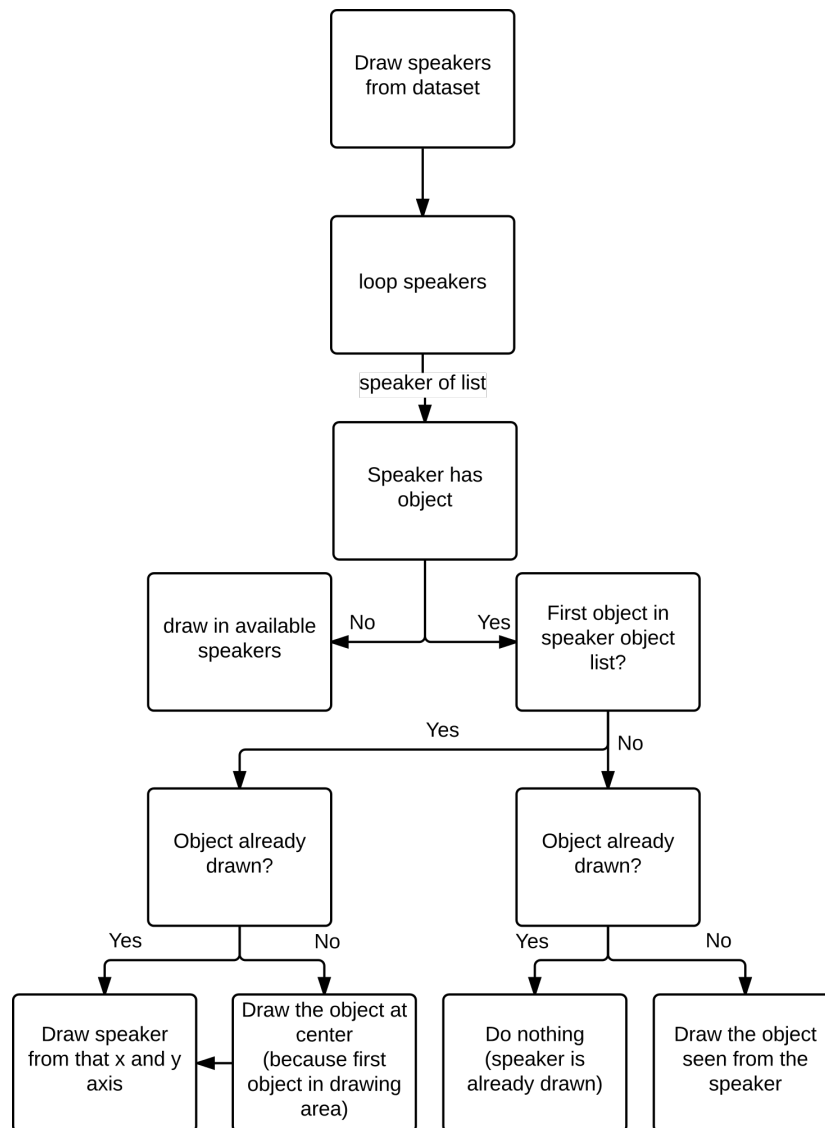 Draw speakers
from dataset
loop speakers
speaker of list
Speaker has
object
No
Yes
draw in available
speakers
First object in
speaker object
list?
Yes
No
Object already
drawn?
Object already
drawn?
Yes
No
Yes
No
Draw speaker
from that x and y
axis
Draw the object at
center
(because first
object in drawing
area)
Do nothing
(speaker is
already drawn)
Draw the object
seen from the
speaker